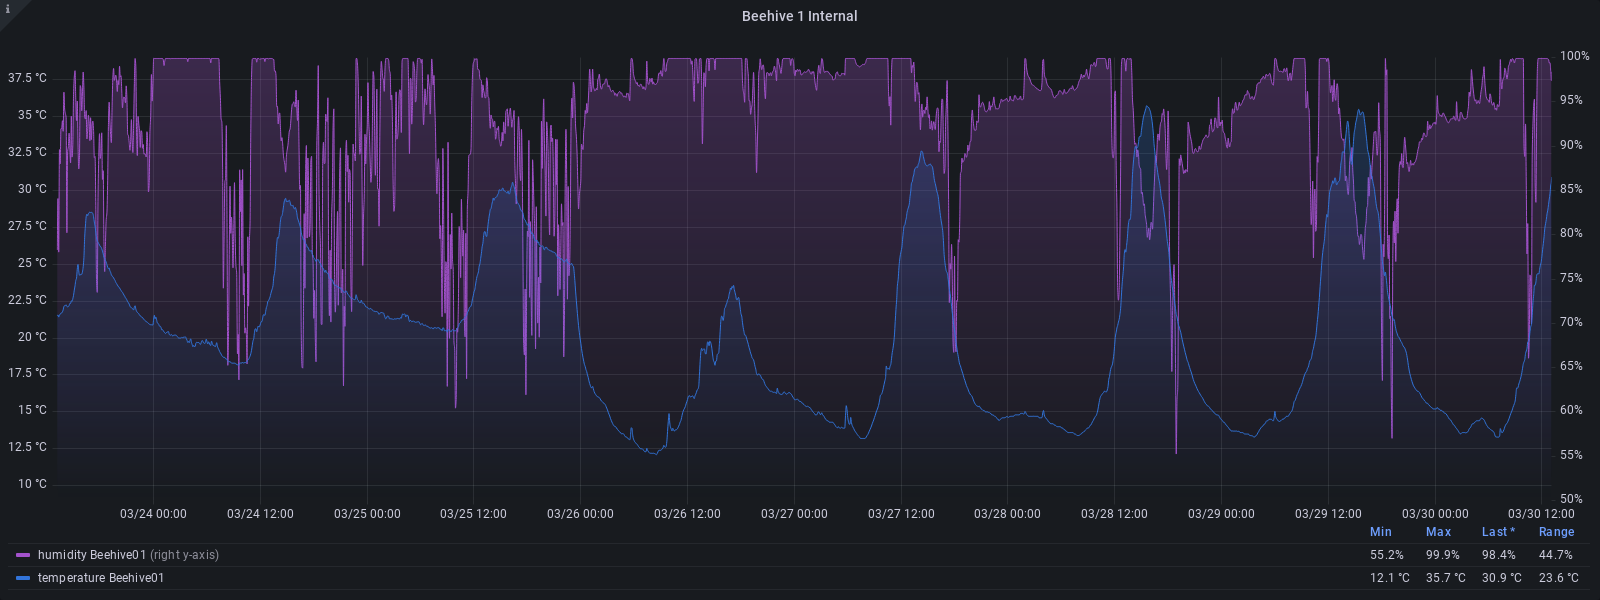 i
Beehive 1 Internal
37.5 °C
35 °C
32.5 °C
30 °C
27.5 °C
25 °C
22.5 °C
20 °C
17.5 °C
15 °C
12.5 °C
10 °C
100%
95%
90%
85%
80%
75%
70%
65%
60%
55%
50%
03/24 00:00 03/24 12:00 03/25 00:00 03/25 12:00 03/26 00:00 03/26 12:00 03/27 00:00 03/27 12:00 03/28 00:00 03/28 12:00 03/29 00:00 03/29 12:00 03/30 00:00 03/30 12:00
Min Max Last * Range
humidity Beehive01 (right y-axis) 55.2% 99.9% 98.4% 44.7%
temperature Beehive01 12.1 °C 35.7 °C 30.9 °C 23.6 °C